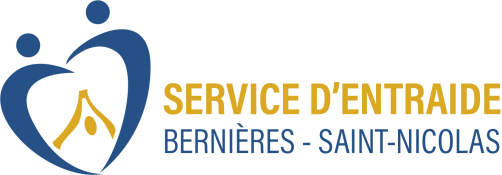 SERVICE D'ENTRAIDE
BERNIÈRES - SAINT-NICOLAS